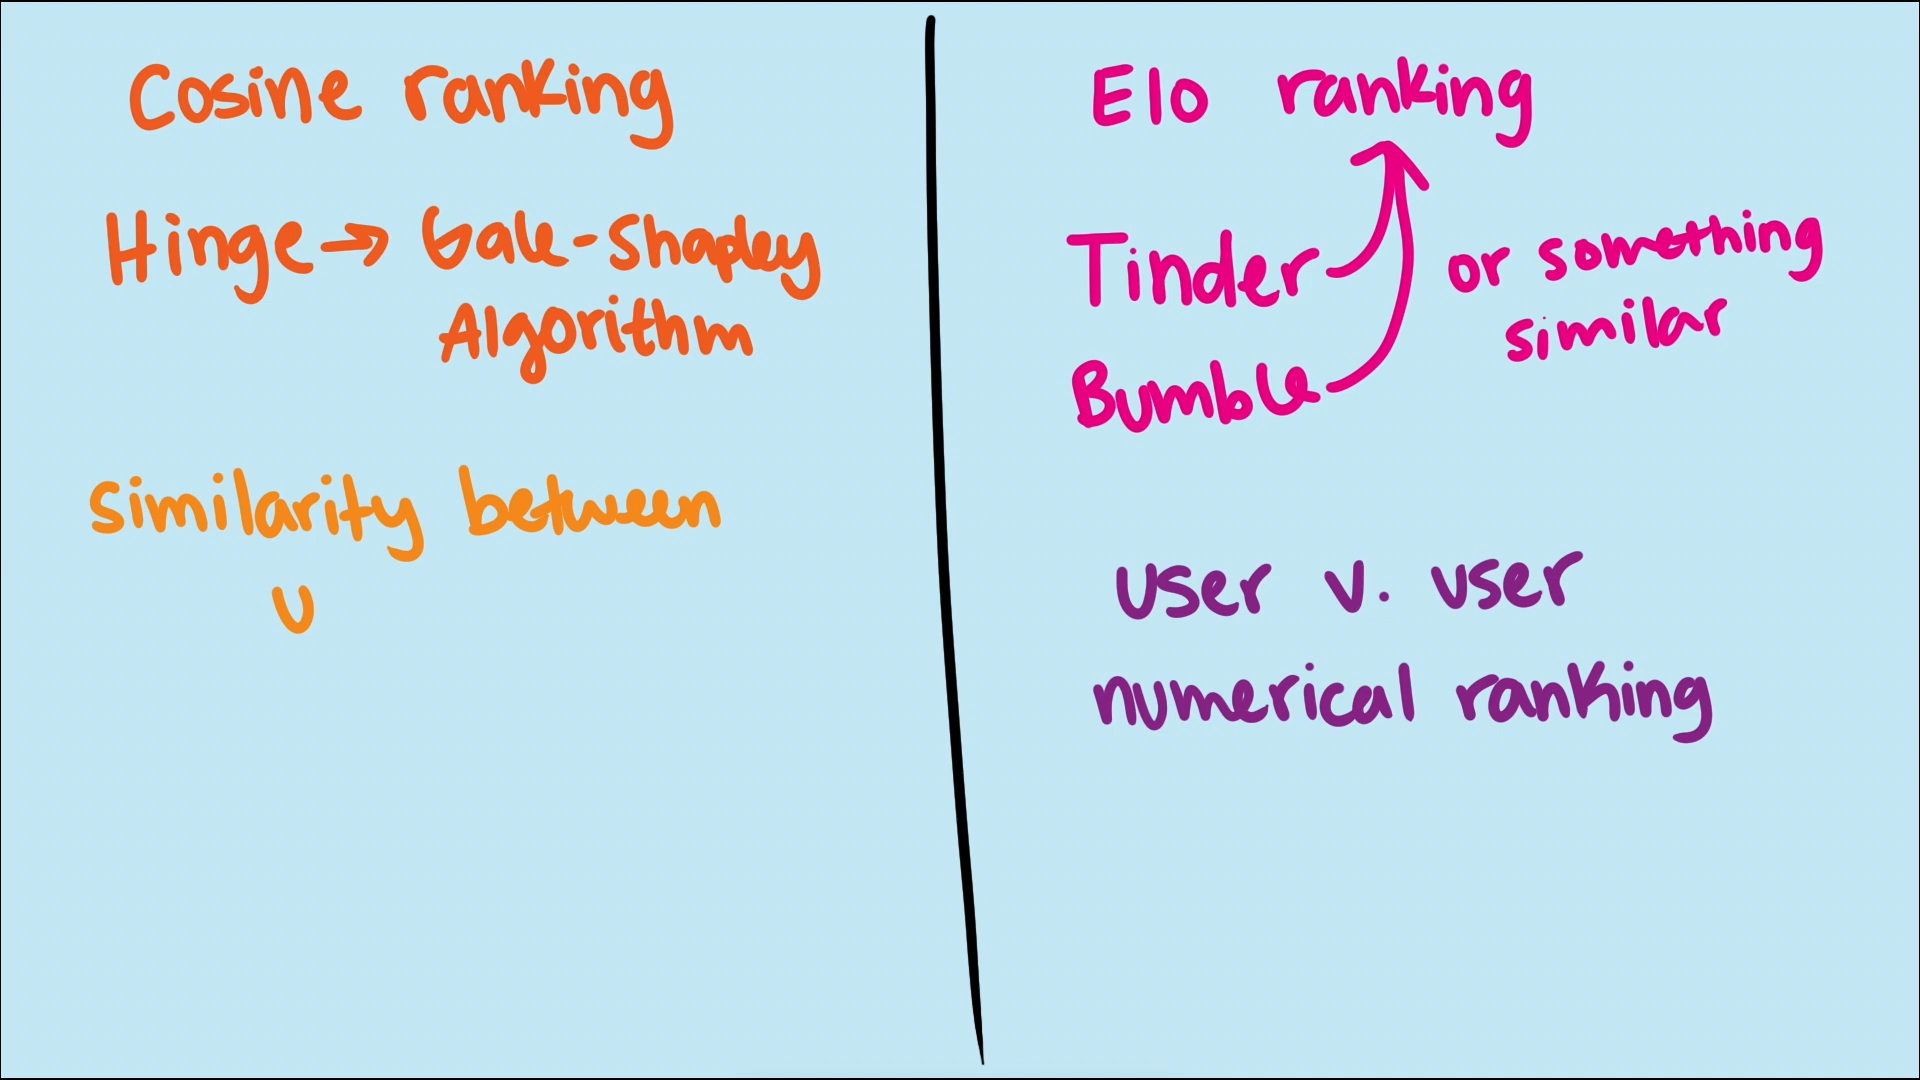 Cosine ranking
Hinge → Gale-Shapley
Algorithm
similarity between
u
Elo ranking
Tinder
or something
similar
Bumble
user v. user
numerical ranking